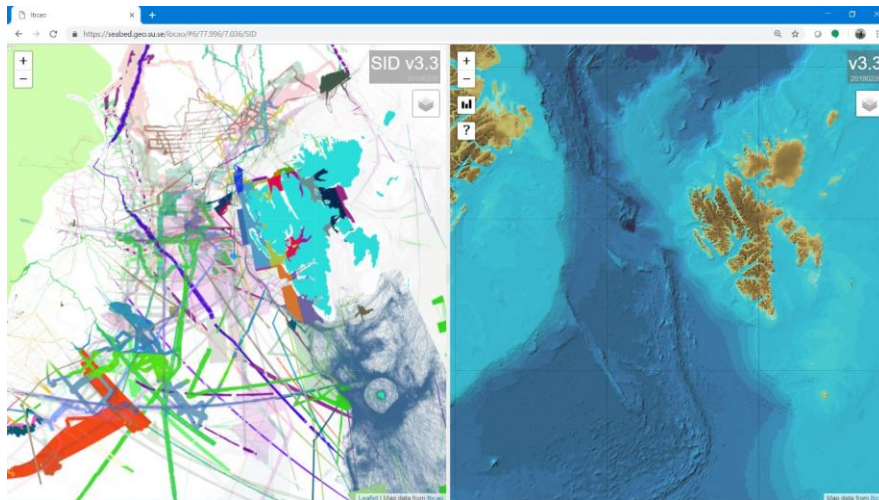 Ibcao
https://seabed.geo.su.se/ibcao/#6/77.996/7.036/SID
+
−
SID v3.3
+
−
?
v3.3
Leaflet | Map data from Ibcao
Map data from Ibcao